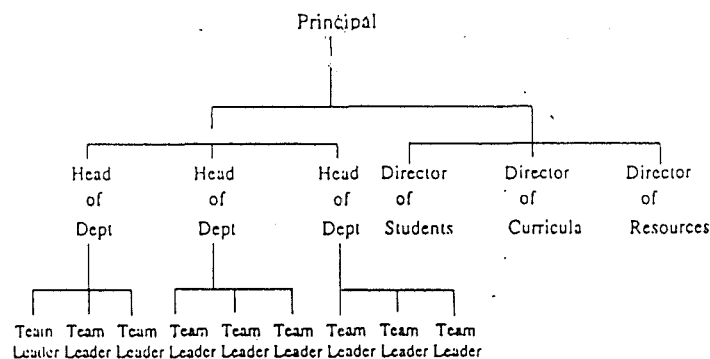 Principal
Head Head Head Director Director Director
of of of of of of
Dept Dept Dept Students Curricula Resources
Team Team Team Team Team Team Team Team Team
Leader Leader Leader Leader Leader Leader Leader Leader Leader